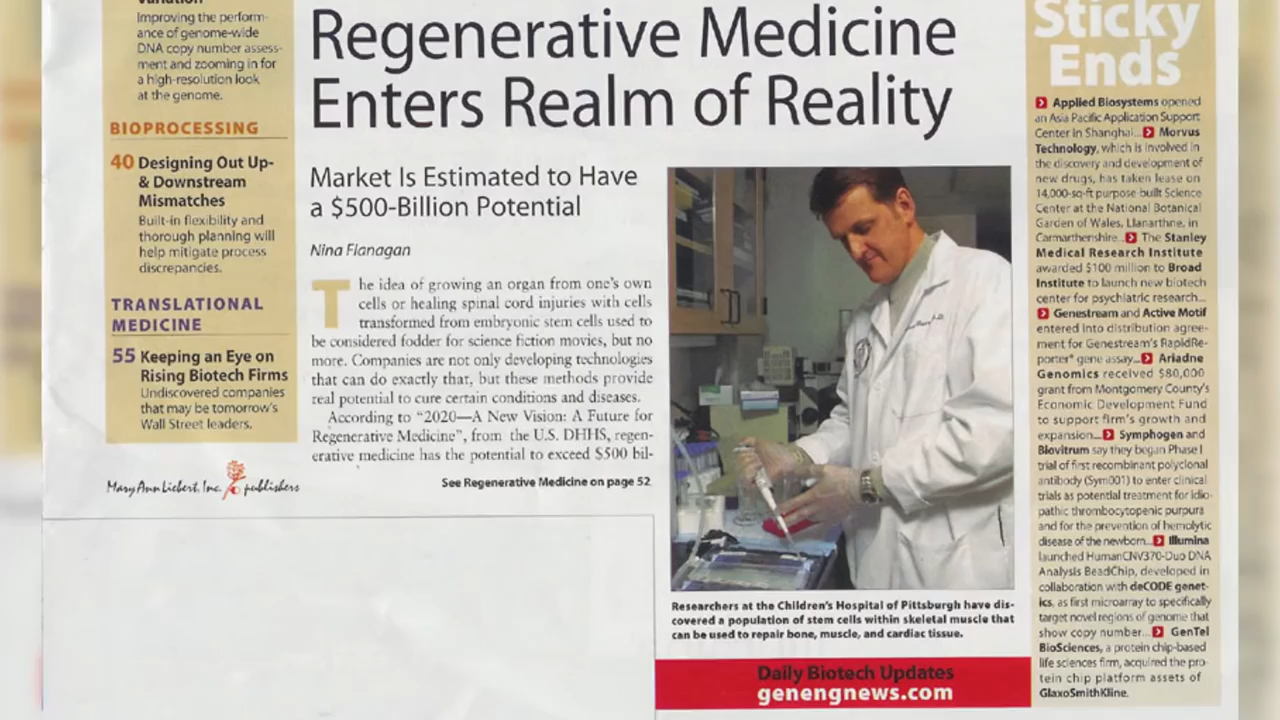 Variation
Improving the perform-
ance of genome-wide
DNA copy number assess-
ment and zooming in for
a high-resolution look
at the genome.
BIOPROCESSING
40 Designing Out Up-
& Downstream
Mismatches
Built-in flexibility and
thorough planning will
help mitigate process
discrepancies.
TRANSLATIONAL
MEDICINE
55 Keeping an Eye on
Rising Biotech Firms
Undiscovered companies
that may be tomorrow's
Wall Street leaders.
Mary Ann Liebert, Inc. publishers
Regenerative Medicine
Enters Realm of Reality
Market Is Estimated to Have
a $500-Billion Potential
Nina Flanagan
The idea of growing an organ from one's own
cells or healing spinal cord injuries with cells
transformed from embryonic stem cells used to
be considered fodder for science fiction movies, but no
more. Companies are not only developing technologies
that can do exactly that, but these methods provide
real potential to cure certain conditions and diseases.
According to "2020—A New Vision: A Future for
Regenerative Medicine", from the U.S. DHHS, regen-
erative medicine has the potential to exceed $500 bil-
See Regenerative Medicine on page 52
Researchers at the Children's Hospital of Pittsburgh have dis-
covered a population of stem cells within skeletal muscle that
can be used to repair bone, muscle, and cardiac tissue.
Daily Biotech Updates
genengnews.com
Sticky
Ends
Applied Biosystems opened
an Asia Pacific Application Support
Center in Shanghai... Morvus
Technology, which is involved in
the discovery and development of
new drugs, has taken lease on
14,000-sq-ft purpose-built Science
Center at the National Botanical
Garden of Wales, Llanarthne, in
Carmarthenshire... The Stanley
Medical Research Institute
awarded $100 million to Broad
Institute to launch new biotech
center for psychiatric research...
Genestream and Active Motif
entered into distribution agree-
ment for Genestream's RapidRe-
porter® gene assay... Ariadne
Genomics received $80,000
grant from Montgomery County's
Economic Development Fund
to support firm's growth and
expansion... Symphogen and
Biovitrum say they began Phase I
trial of first recombinant polyclonal
antibody (Sym001) to enter clinical
trials as potential treatment for idio-
pathic thrombocytopenic purpura
and for the prevention of hemolytic
disease of the newborn... Illumina
launched HumanCNV370-Duo DNA
Analysis BeadChip, developed in
collaboration with deCODE genet-
ics, as first microarray to specifically
target novel regions of genome that
show copy number... GenTel
BioSciences, a protein chip-based
life sciences firm, acquired the pro-
tein chip platform assets of
GlaxoSmithKline.